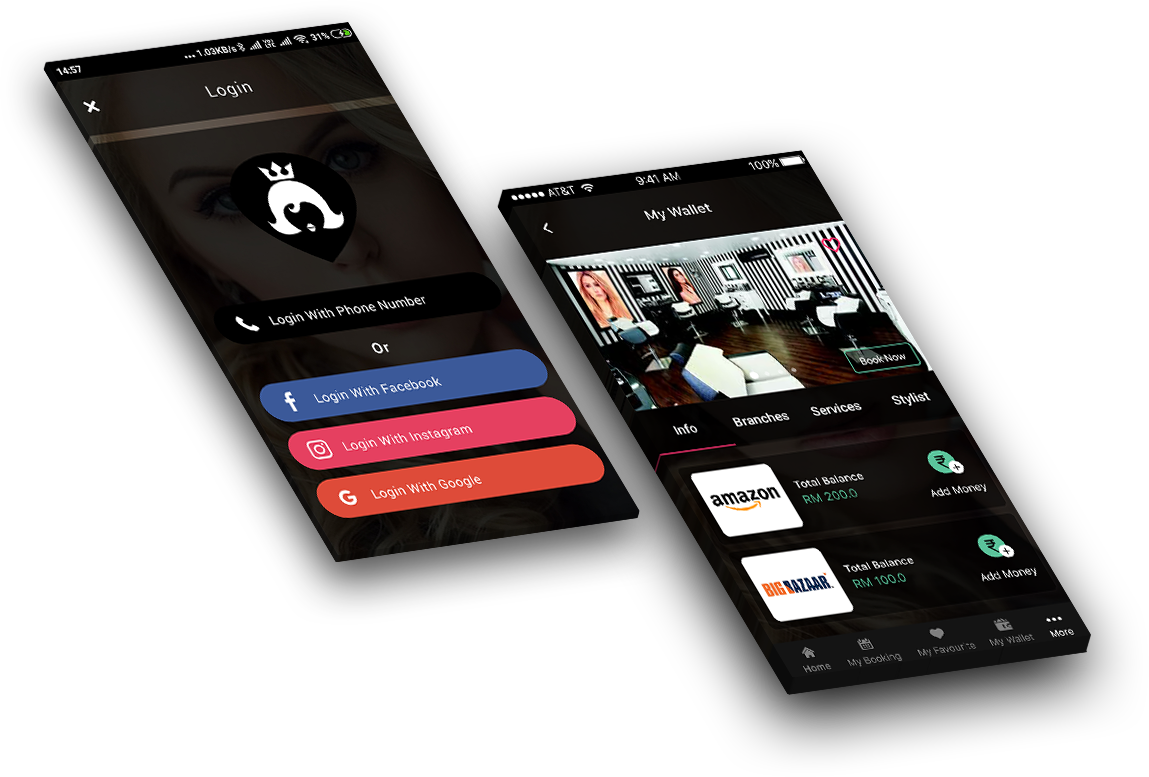 14:57
... 1.03KB/s VoLTE 31%
Login
Login With Phone Number
Or
Login With Facebook
Login With Instagram
G Login With Google
AT&T 9:41 AM 100%
My Wallet
Book Now
Info Branches Services Stylist
amazon
Total Balance
RM 200.0
Add Money
BIG BAZAAR
Total Balance
RM 100.0
Add Money
Home My Booking My Favourite My Wallet More